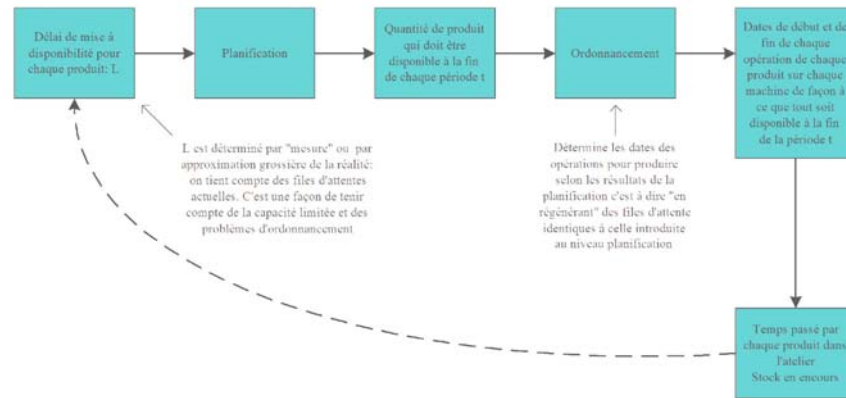 Délai de mise à
disponibilité pour
chaque produit: L
Planification
Quantité de produit
qui doit être
disponible à la fin
de chaque période t
Ordonnancement
Dates de début et de
fin de chaque
opération de chaque
produit sur chaque
machine de façon à
ce que tout soit
disponible à la fin
de la période t
L est déterminé par "mesure" ou par
approximation grossière de la réalité:
on tient compte des files d'attentes
actuelles. C'est une façon de tenir
compte de la capacité limitée et des
problèmes d'ordonnancement
Détermine les dates des
opérations pour produire
selon les résultats de la
planification c'est à dire "en
régénérant" des files d'attente
identiques à celle introduite
au niveau planification
Temps passé par
chaque produit dans
l'atelier
Stock en encours